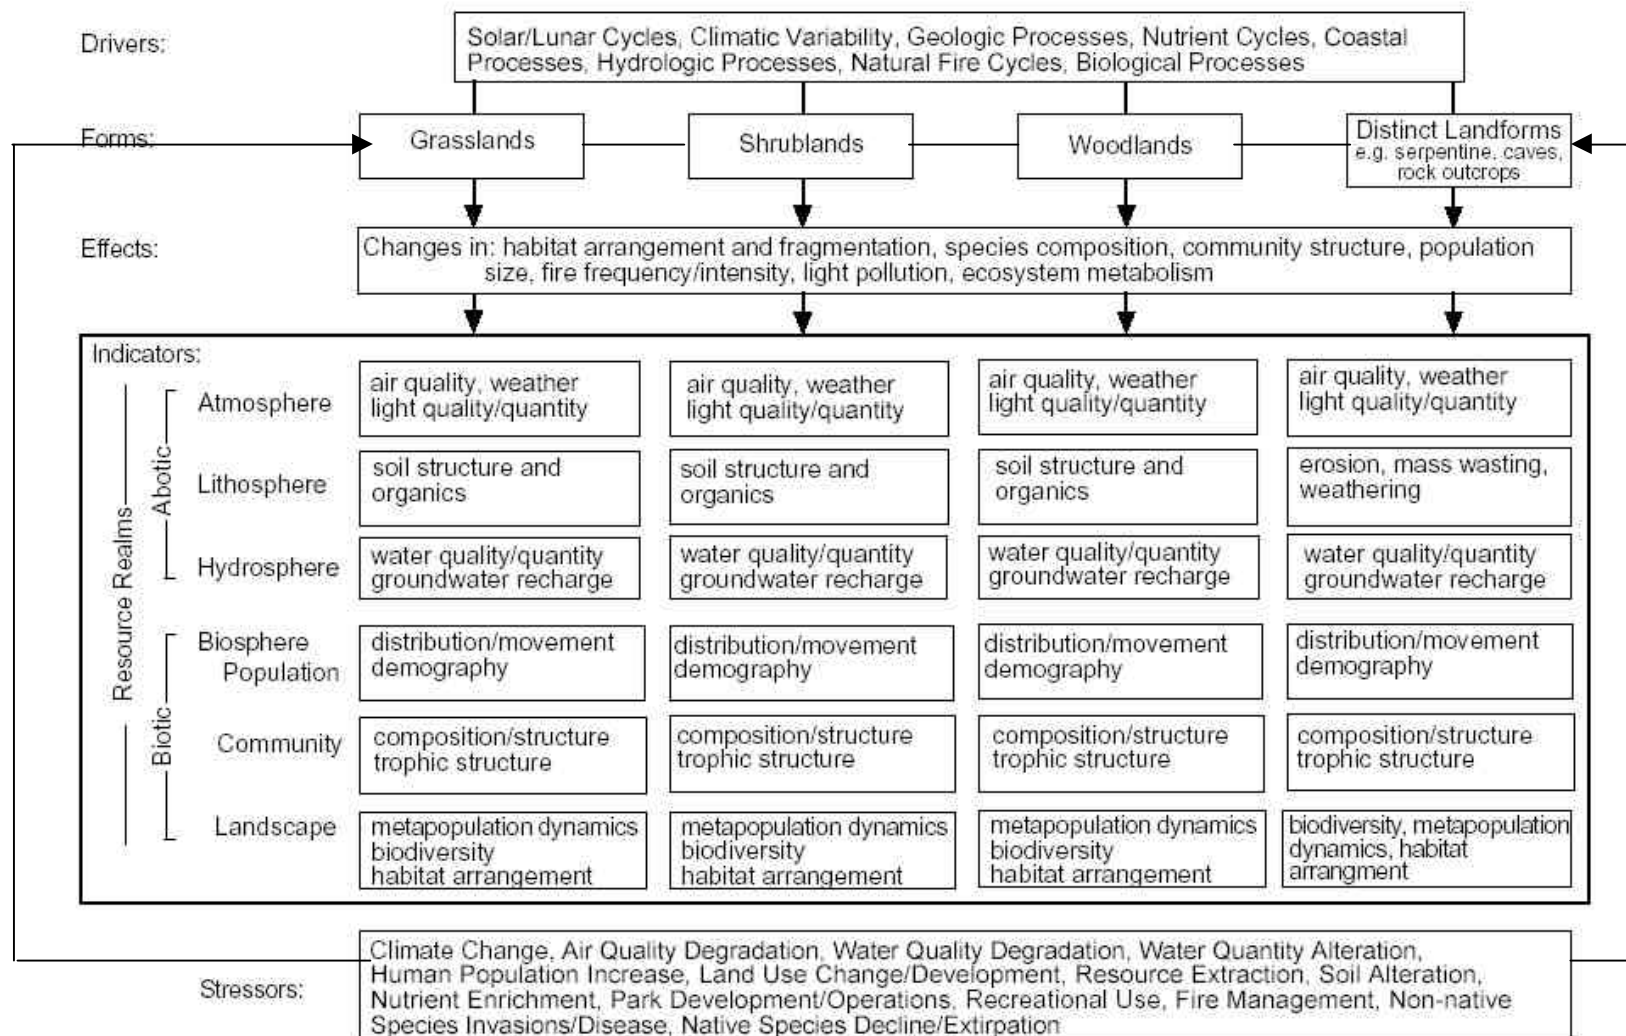 Drivers:
Solar/Lunar Cycles, Climatic Variability, Geologic Processes, Nutrient Cycles, Coastal
Processes, Hydrologic Processes, Natural Fire Cycles, Biological Processes
Forms:
Grasslands
Shrublands
Woodlands
Distinct Landforms
e.g. serpentine, caves,
rock outcrops
Effects:
Changes in: habitat arrangement and fragmentation, species composition, community structure, population
size, fire frequency/intensity, light pollution, ecosystem metabolism
Indicators:
Resource Realms
Abotic
Atmosphere
air quality, weather
light quality/quantity
air quality, weather
light quality/quantity
air quality, weather
light quality/quantity
air quality, weather
light quality/quantity
Lithosphere
soil structure and
organics
soil structure and
organics
soil structure and
organics
erosion, mass wasting,
weathering
Hydrosphere
water quality/quantity
groundwater recharge
water quality/quantity
groundwater recharge
water quality/quantity
groundwater recharge
water quality/quantity
groundwater recharge
Biotic
Biosphere
Population
distribution/movement
demography
distribution/movement
demography
distribution/movement
demography
distribution/movement
demography
Community
composition/structure
trophic structure
composition/structure
trophic structure
composition/structure
trophic structure
composition/structure
trophic structure
Landscape
metapopulation dynamics
biodiversity
habitat arrangement
metapopulation dynamics
biodiversity
habitat arrangement
metapopulation dynamics
biodiversity
habitat arrangement
biodiversity, metapopulation
dynamics, habitat
arrangment
Stressors:
Climate Change, Air Quality Degradation, Water Quality Degradation, Water Quantity Alteration,
Human Population Increase, Land Use Change/Development, Resource Extraction, Soil Alteration,
Nutrient Enrichment, Park Development/Operations, Recreational Use, Fire Management, Non-native
Species Invasions/Disease, Native Species Decline/Extirpation